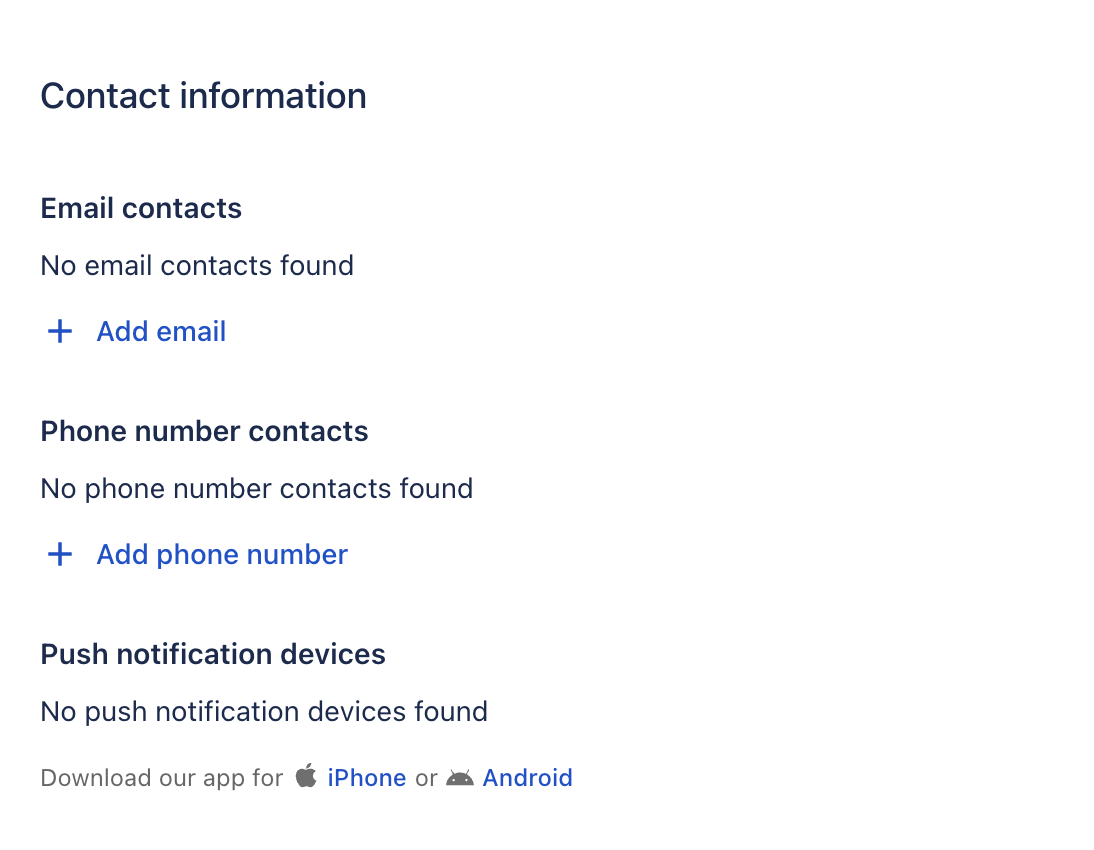 Contact information
Email contacts
No email contacts found
+ Add email
Phone number contacts
No phone number contacts found
+ Add phone number
Push notification devices
No push notification devices found
Download our app for iPhone or Android